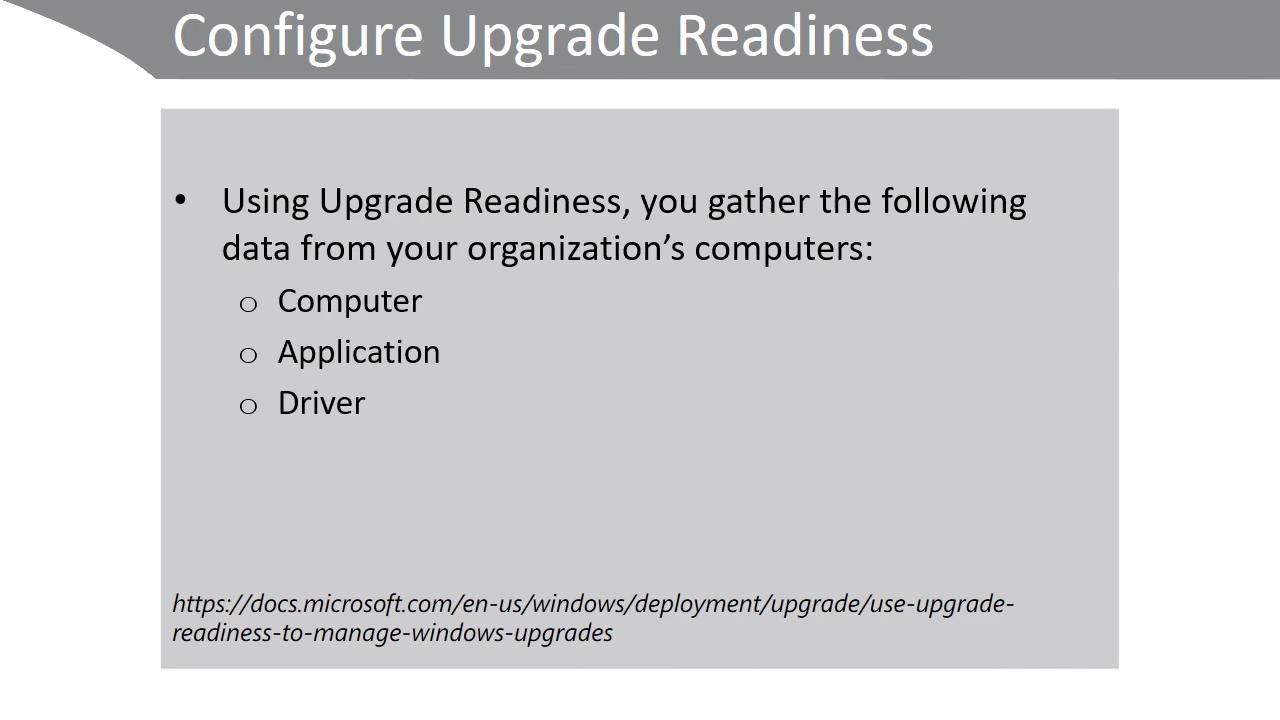 Configure Upgrade Readiness
• Using Upgrade Readiness, you gather the following
data from your organization’s computers:
o Computer
o Application
o Driver
https://docs.microsoft.com/en-us/windows/deployment/upgrade/use-upgrade-
readiness-to-manage-windows-upgrades